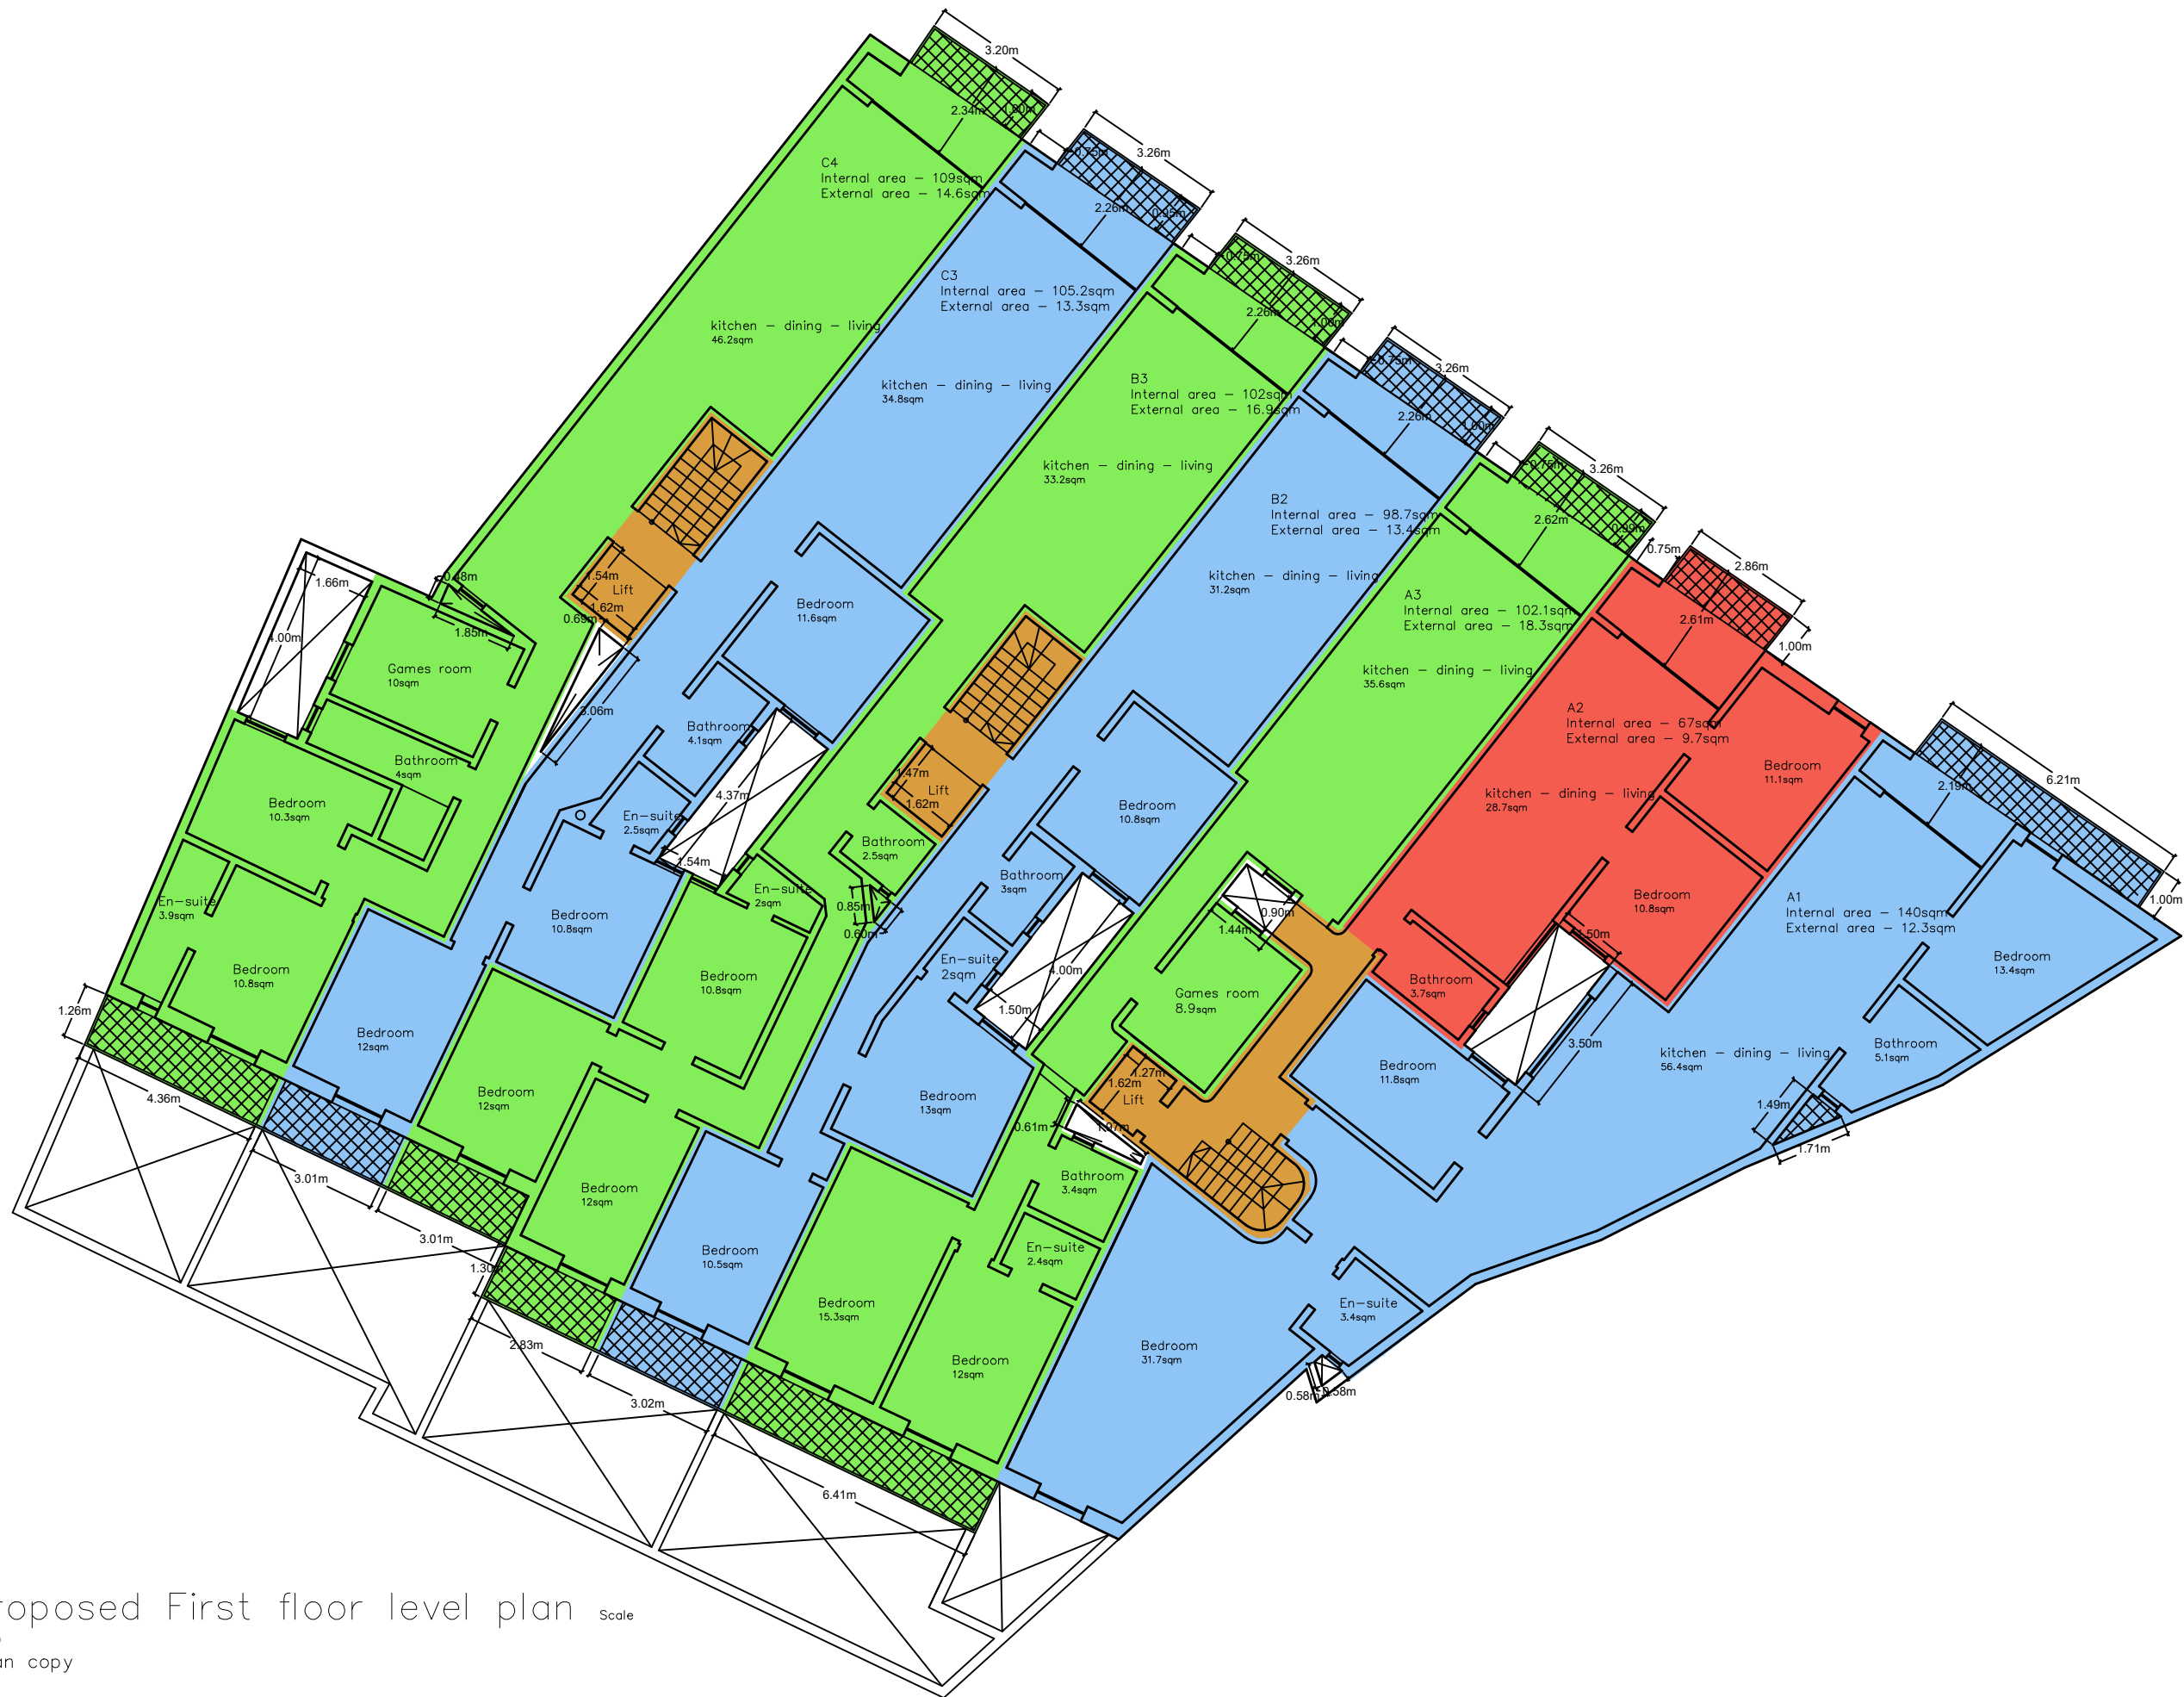 3.20m
2.34m
1.00m
C4
Internal area - 109sqm
External area - 14.6sqm
0.75m
3.26m
2.26m
0.95m
C3
Internal area - 105.2sqm
External area - 13.3sqm
0.75m
3.26m
2.26m
1.00m
kitchen - dining - living
46.2sqm
kitchen - dining - living
34.8sqm
B3
Internal area - 102sqm
External area - 16.9sqm
0.75m
3.26m
2.26m
1.00m
kitchen - dining - living
33.2sqm
B2
Internal area - 98.7sqm
External area - 13.4sqm
0.75m
3.26m
2.62m
0.99m
kitchen - dining - living
31.2sqm
A3
Internal area - 102.1sqm
External area - 18.3sqm
0.75m
2.86m
2.61m
1.00m
kitchen - dining - living
35.6sqm
A2
Internal area - 67sqm
External area - 9.7sqm
Bedroom
11.1sqm
kitchen - dining - living
28.7sqm
6.21m
2.19m
1.00m
1.66m
4.00m
0.48m
1.85m
1.54m
Lift
1.62m
0.69m
3.06m
Games room
10sqm
Bathroom
4sqm
Bedroom
10.3sqm
En-suite
3.9sqm
Bedroom
10.8sqm
Bedroom
11.6sqm
Bathroom
4.1sqm
4.37m
En-suite
2.5sqm
1.54m
Bedroom
10.8sqm
Bedroom
12sqm
1.47m
Lift
1.62m
Bathroom
2.5sqm
En-suite
2sqm
0.85m
0.60m
Bedroom
10.8sqm
Bedroom
12sqm
Bedroom
12sqm
Bedroom
10.8sqm
Bathroom
3sqm
En-suite
2sqm
4.00m
1.50m
Bedroom
13sqm
Bedroom
10.5sqm
0.90m
1.44m
Games room
8.9sqm
1.27m
1.62m
Lift
0.61m
1.97m
Bathroom
3.4sqm
En-suite
2.4sqm
Bedroom
15.3sqm
Bedroom
12sqm
Bedroom
10.8sqm
1.50m
Bathroom
3.7sqm
3.50m
A1
Internal area - 140sqm
External area - 12.3sqm
Bedroom
13.4sqm
Bathroom
5.1sqm
kitchen - dining - living
56.4sqm
1.49m
1.71m
Bedroom
11.8sqm
En-suite
3.4sqm
Bedroom
31.7sqm
0.58m
0.58m
1.26m
4.36m
3.01m
3.01m
1.30m
2.83m
3.02m
6.41m
roposed First floor level plan Scale
an copy